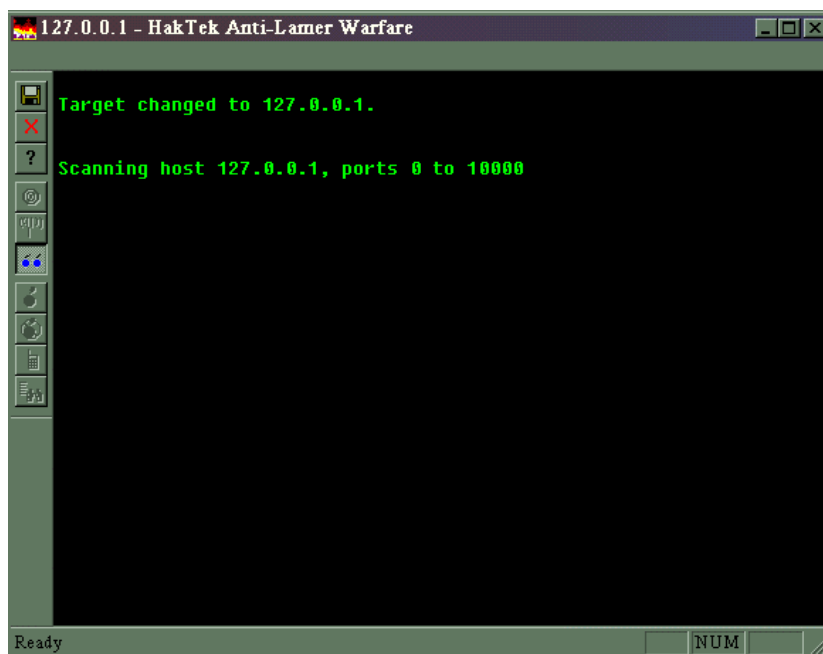 127.0.0.1 - HakTek Anti-Lamer Warfare
Target changed to 127.0.0.1.
?
Scanning host 127.0.0.1, ports 0 to 10000
Ready
NUM